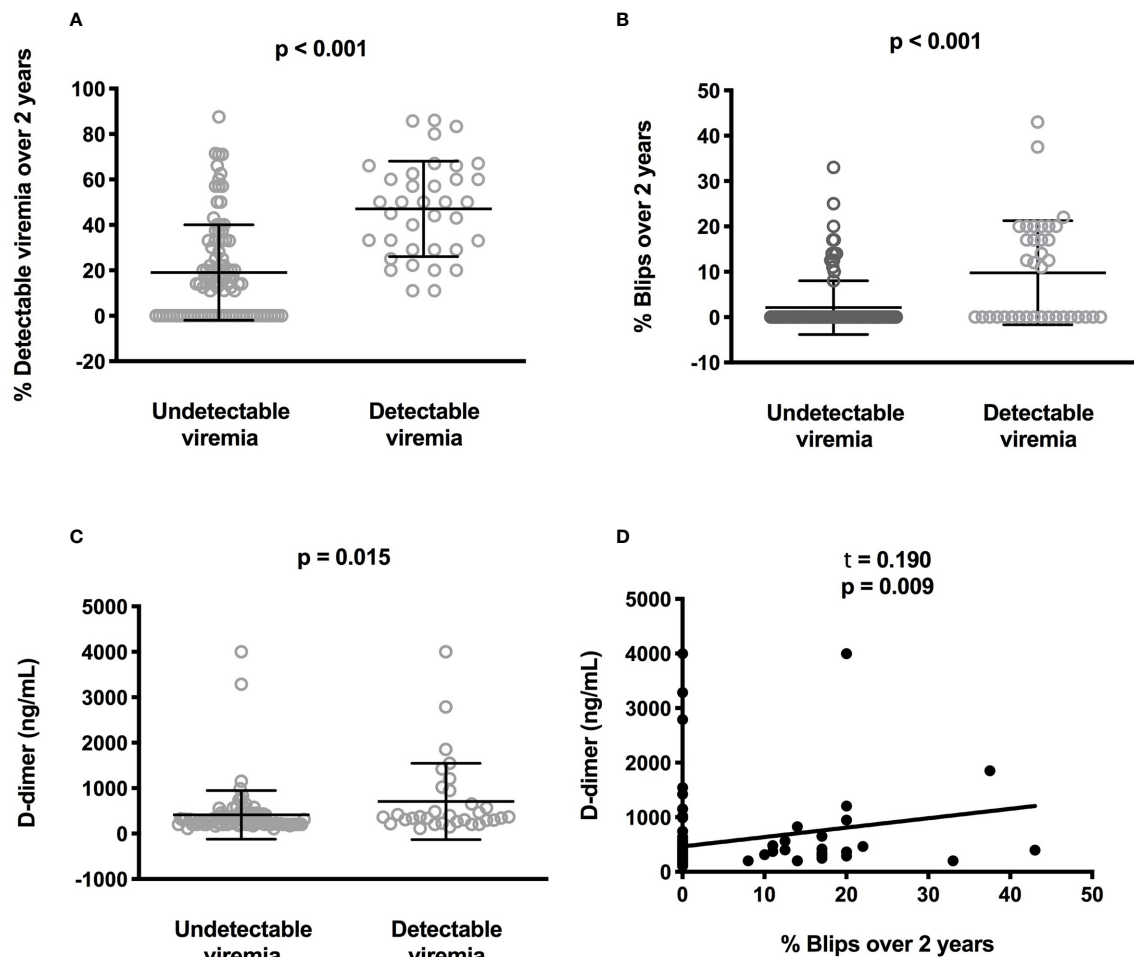 A
p < 0.001
% Detectable viremia over 2 years
100
80
60
40
20
0
-20
Undetectable
viremia
Detectable
viremia
B
p < 0.001
% Blips over 2 years
50
40
30
20
10
0
-10
Undetectable
viremia
Detectable
viremia
C
p = 0.015
D-dimer (ng/mL)
5000
4000
3000
2000
1000
0
-1000
Undetectable
viremia
Detectable
viremia
D
t = 0.190
p = 0.009
D-dimer (ng/mL)
5000
4000
3000
2000
1000
0
0 10 20 30 40 50
% Blips over 2 years